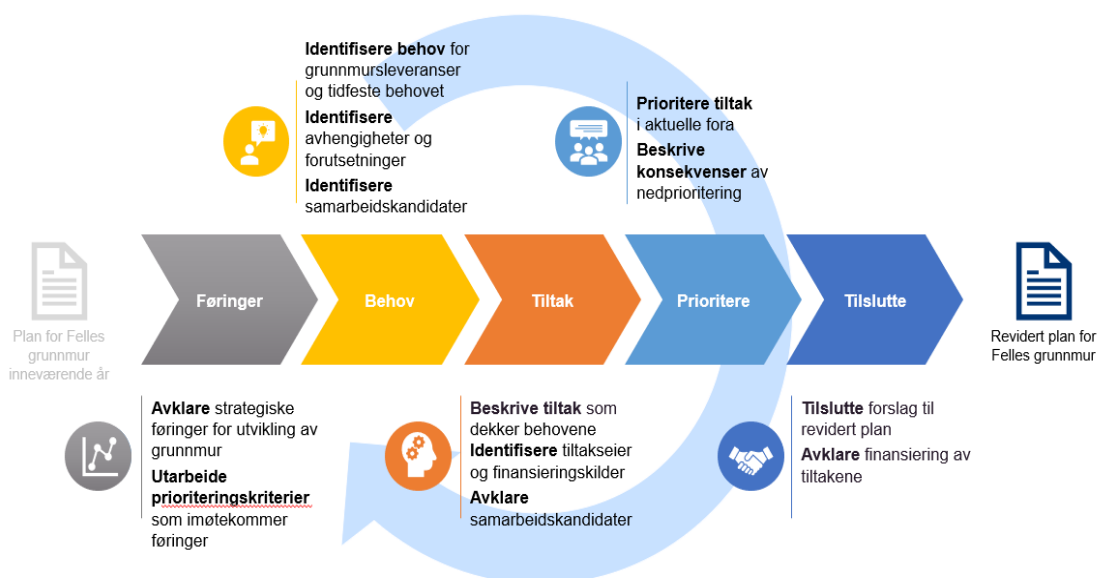 Identifisere behov for
grunnmursleveranser
og tidfeste behovet
Identifisere
avhengigheter og
forutsetninger
Identifisere
samarbeidskandidater
Prioritere tiltak
i aktuelle fora
Beskrive
konsekvenser av
nedprioritering
Plan for Felles
grunnmur
inneværende år
Føringer
Behov
Tiltak
Prioritere
Tilslutte
Revidert plan for
Felles grunnmur
Avklare strategiske
føringer for utvikling av
grunnmur
Utarbeide
prioriteringskriterier
som imøtekommer
føringer
Beskrive tiltak som
dekker behovene
Identifisere tiltakseier
og finansieringskilder
Avklare
samarbeidskandidater
Tilslutte forslag til
revidert plan
Avklare finansiering av
tiltakene